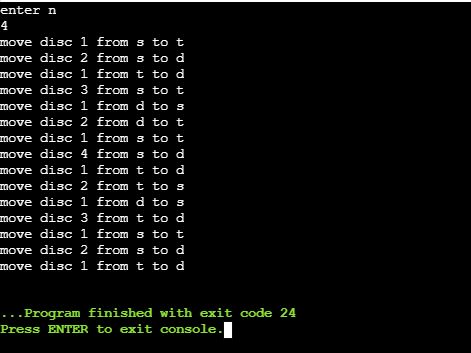 enter n
4
move disc 1 from s to t
move disc 2 from s to d
move disc 1 from t to d
move disc 3 from s to t
move disc 1 from d to s
move disc 2 from d to t
move disc 1 from s to t
move disc 4 from s to d
move disc 1 from t to d
move disc 2 from t to s
move disc 1 from d to s
move disc 3 from t to d
move disc 1 from s to t
move disc 2 from s to d
move disc 1 from t to d
...Program finished with exit code 24
Press ENTER to exit console.